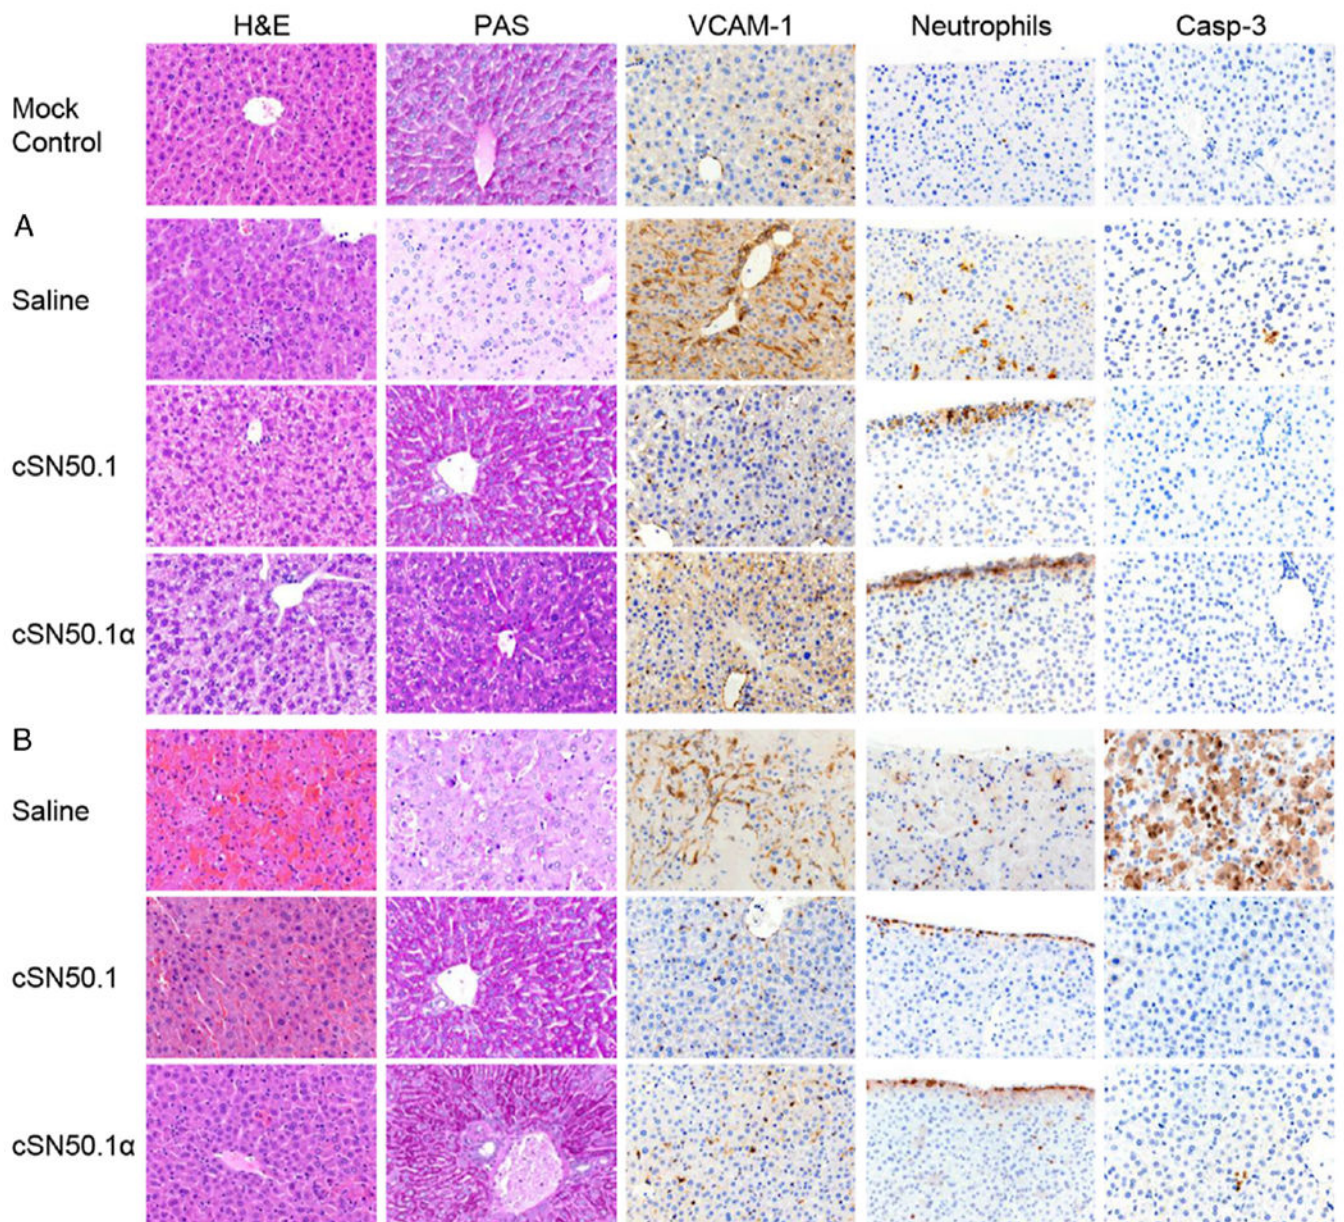 H&E PAS VCAM-1 Neutrophils Casp-3
Mock
Control
A
Saline
cSN50.1
cSN50.1α
B
Saline
cSN50.1
cSN50.1α